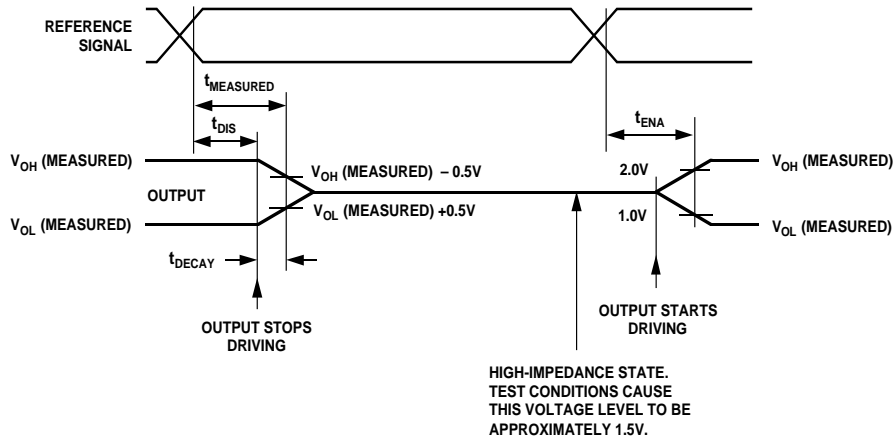 REFERENCE
SIGNAL
tMEASURED
tDIS
tENA
VOH (MEASURED)
VOH (MEASURED) – 0.5V
2.0V
VOH (MEASURED)
OUTPUT
VOL (MEASURED) +0.5V
1.0V
VOL (MEASURED)
VOL (MEASURED)
tDECAY
OUTPUT STOPS
DRIVING
OUTPUT STARTS
DRIVING
HIGH-IMPEDANCE STATE.
TEST CONDITIONS CAUSE
THIS VOLTAGE LEVEL TO BE
APPROXIMATELY 1.5V.